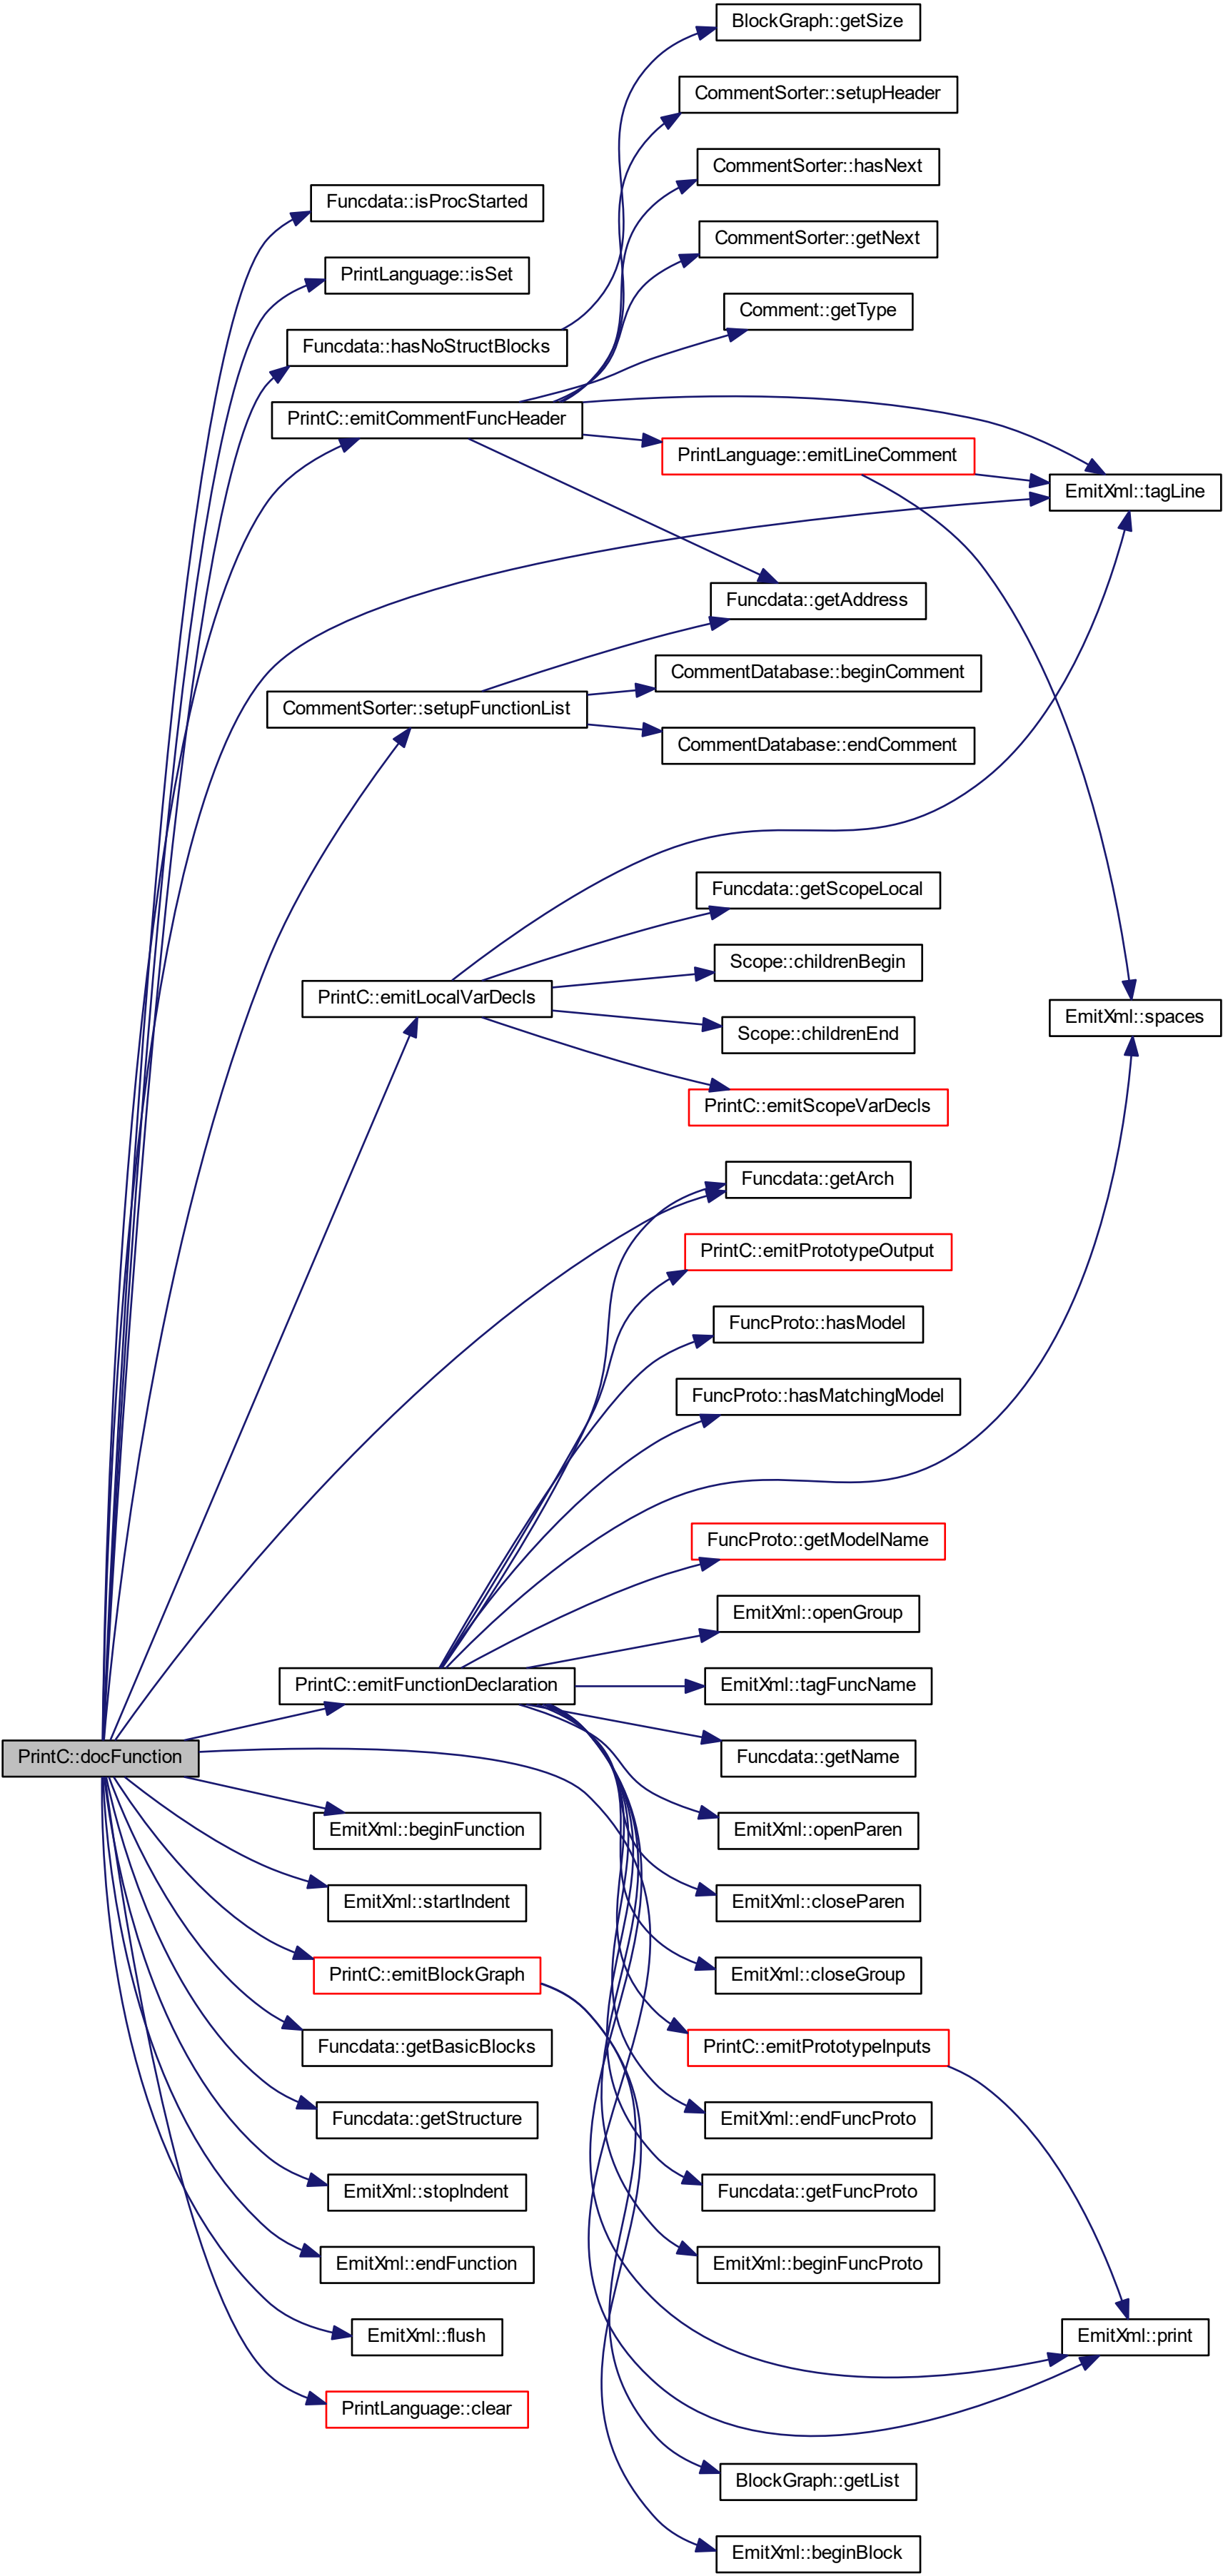 BlockGraph::getSize
CommentSorter::setupHeader
CommentSorter::hasNext
Funcdata::isProcStarted
CommentSorter::getNext
PrintLanguage::isSet
Comment::getType
Funcdata::hasNoStructBlocks
PrintC::emitCommentFuncHeader
PrintLanguage::emitLineComment
EmitXml::tagLine
Funcdata::getAddress
CommentDatabase::beginComment
CommentSorter::setupFunctionList
CommentDatabase::endComment
Funcdata::getScopeLocal
Scope::childrenBegin
PrintC::emitLocalVarDecls
EmitXml::spaces
Scope::childrenEnd
PrintC::emitScopeVarDecls
Funcdata::getArch
PrintC::emitPrototypeOutput
FuncProto::hasModel
FuncProto::hasMatchingModel
FuncProto::getModelName
EmitXml::openGroup
PrintC::emitFunctionDeclaration
EmitXml::tagFuncName
PrintC::docFunction
Funcdata::getName
EmitXml::beginFunction
EmitXml::openParen
EmitXml::startIndent
EmitXml::closeParen
PrintC::emitBlockGraph
EmitXml::closeGroup
Funcdata::getBasicBlocks
PrintC::emitPrototypeInputs
Funcdata::getStructure
EmitXml::endFuncProto
EmitXml::stopIndent
Funcdata::getFuncProto
EmitXml::endFunction
EmitXml::beginFuncProto
EmitXml::flush
EmitXml::print
PrintLanguage::clear
BlockGraph::getList
EmitXml::beginBlock